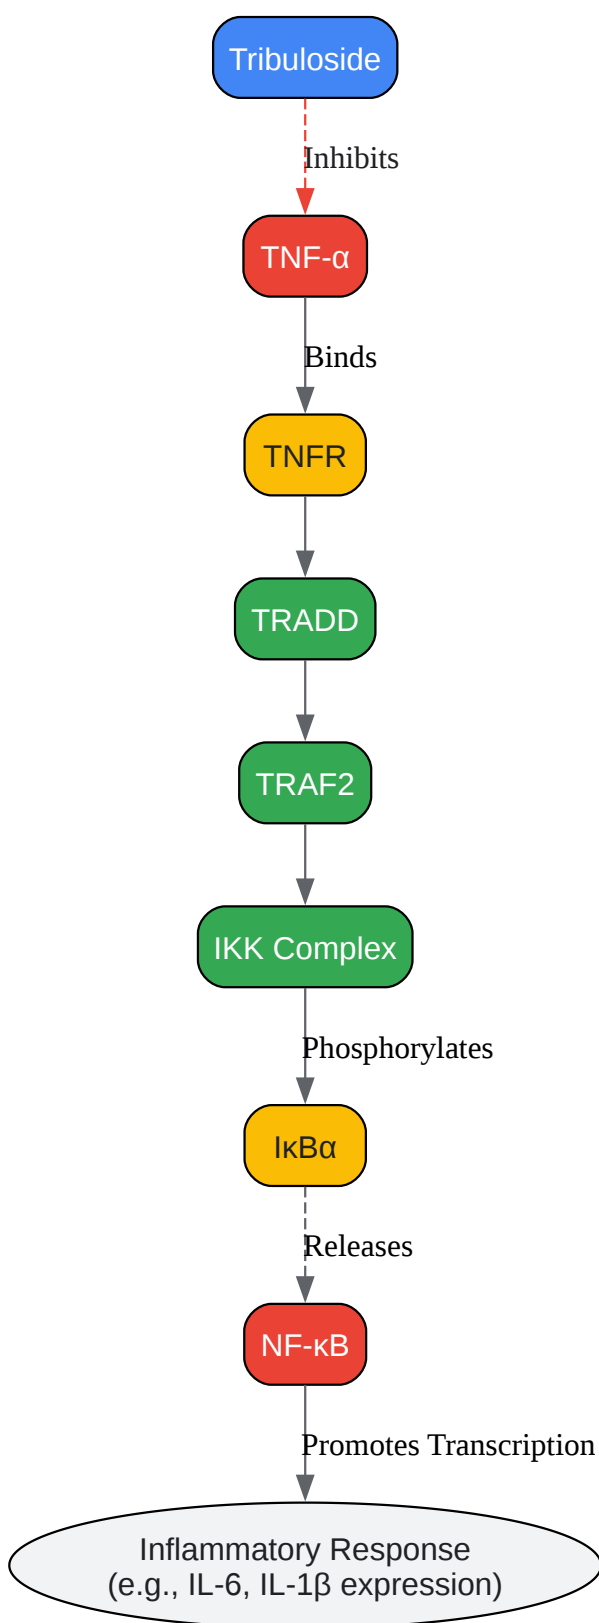 Tribuloside
Inhibits
TNF-α
Binds
TNFR
TRADD
TRAF2
IKK Complex
Phosphorylates
IκBα
Releases
NF-κB
Promotes Transcription
Inflammatory Response
(e.g., IL-6, IL-1β expression)